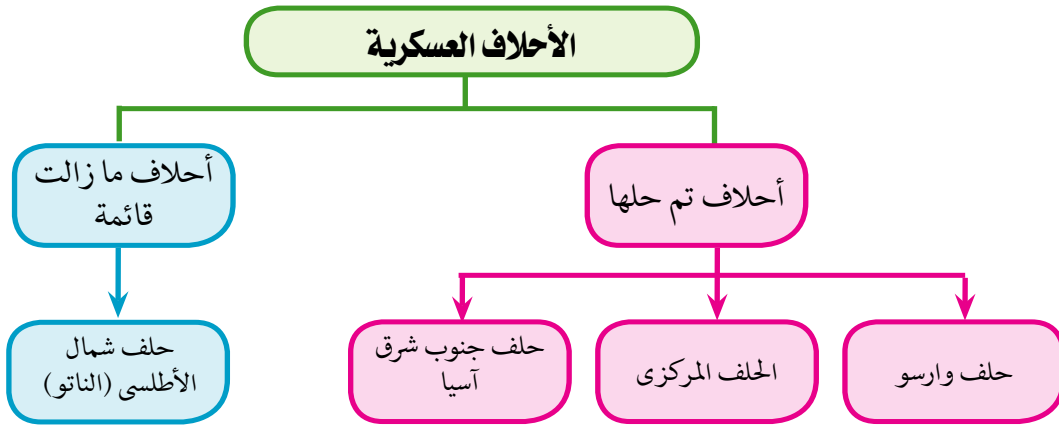 الأحلاف العسكرية
أحلاف تم حلها
أحلاف ما زالت
قائمة
حلف وارسو
الحلف المركزى
حلف جنوب شرق
آسيا
حلف شمال
الأطلسى (الناتو)